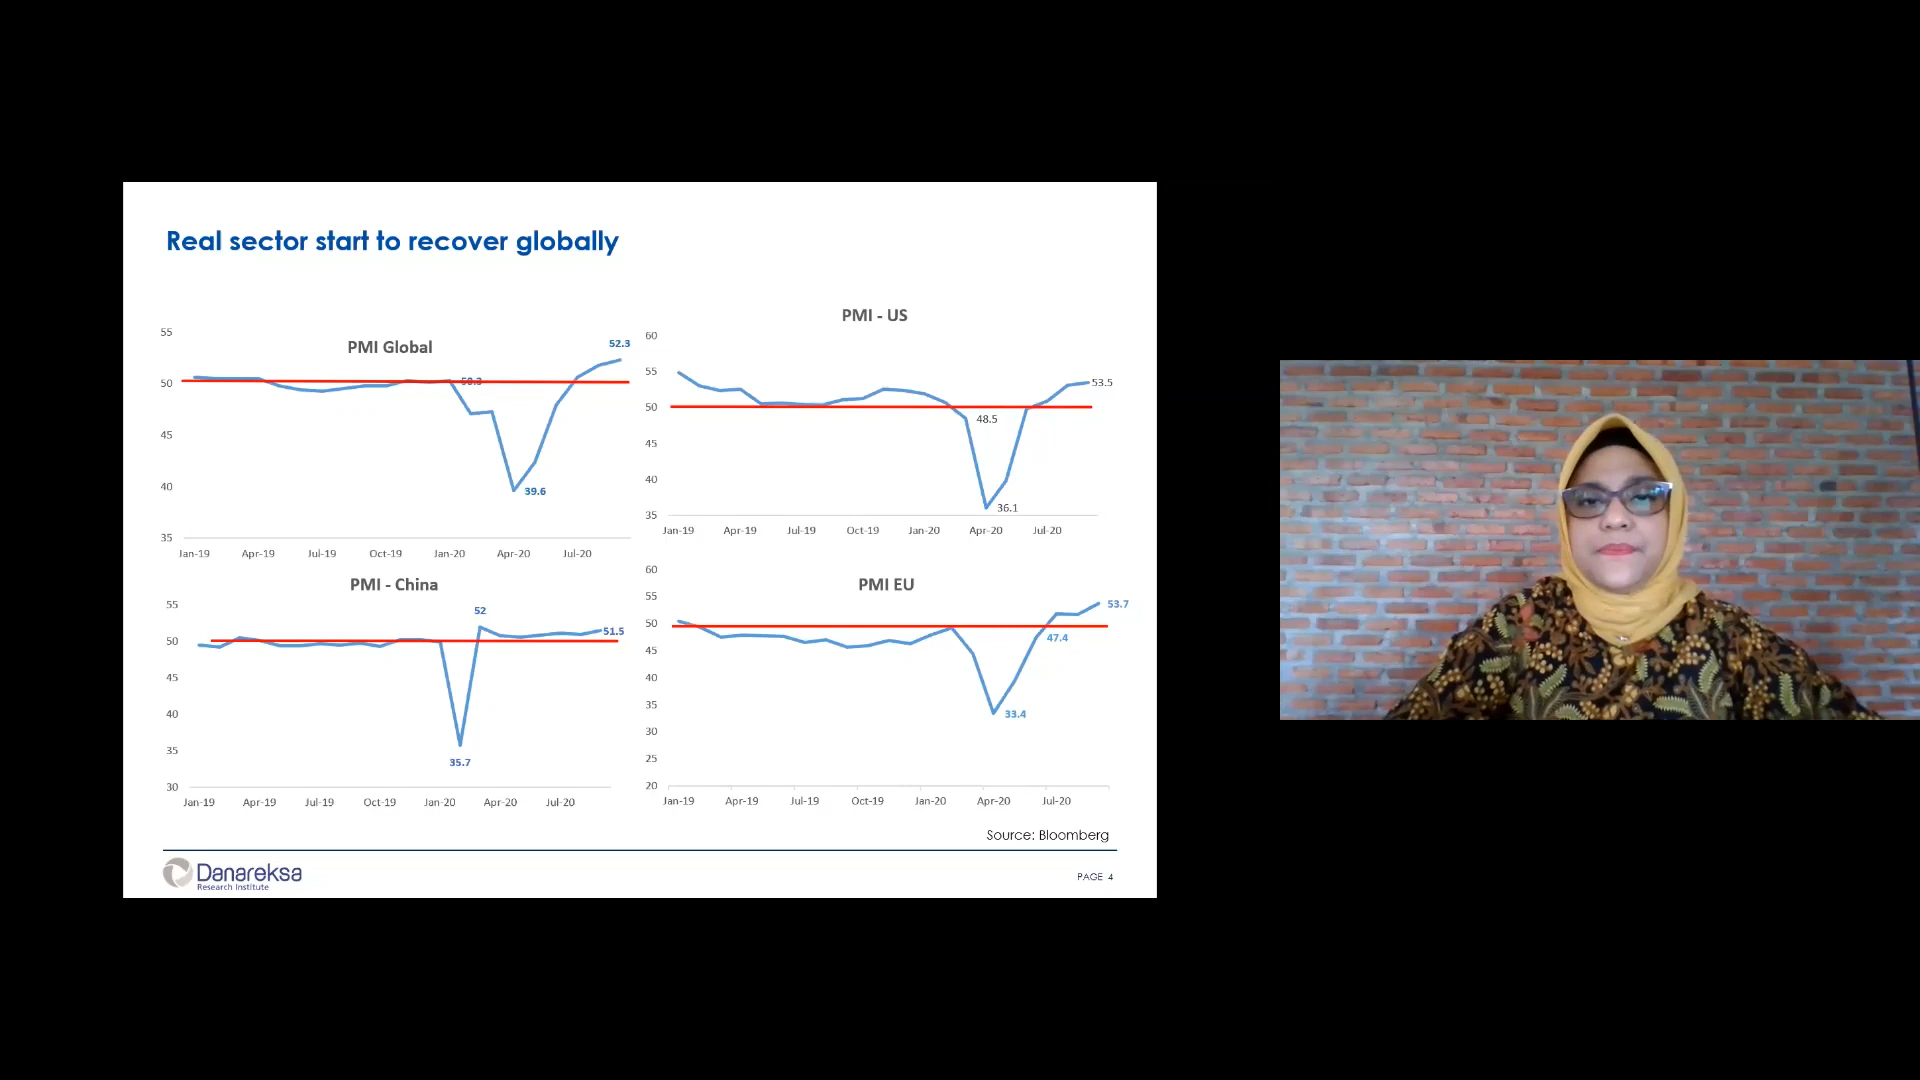 Real sector start to recover globally
PMI Global
55
50
45
40
35
50.3
39.6
52.3
Jan-19 Apr-19 Jul-19 Oct-19 Jan-20 Apr-20 Jul-20
PMI - US
60
55
50
45
40
35
48.5
36.1
53.5
Jan-19 Apr-19 Jul-19 Oct-19 Jan-20 Apr-20 Jul-20
PMI - China
55
50
45
40
35
30
35.7
52
51.5
Jan-19 Apr-19 Jul-19 Oct-19 Jan-20 Apr-20 Jul-20
PMI EU
60
55
50
45
40
35
30
25
20
33.4
47.4
53.7
Jan-19 Apr-19 Jul-19 Oct-19 Jan-20 Apr-20 Jul-20
Source: Bloomberg
Danareksa
Research Institute
PAGE 4